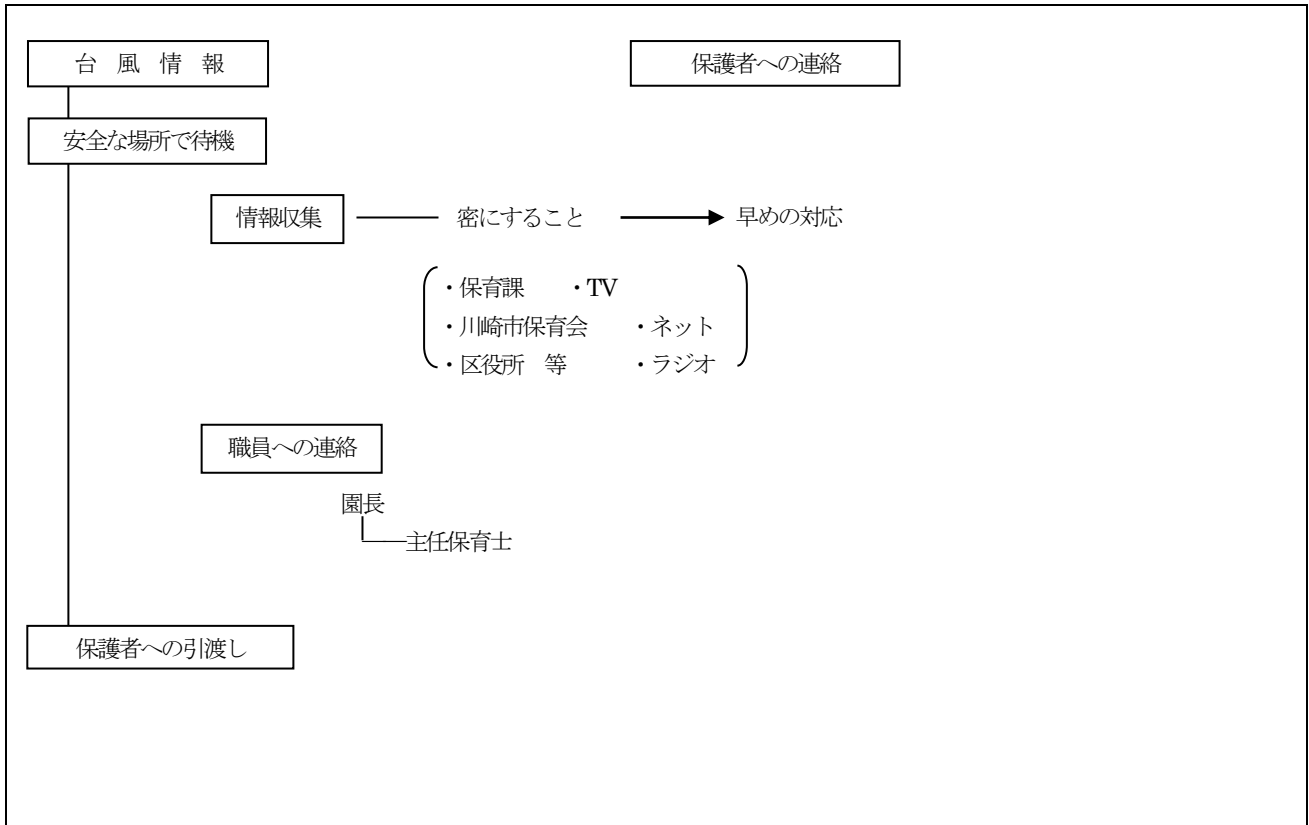 台　風　情　報
保護者への連絡
安全な場所で待機
情報収集 密にすること 早めの対応
・保育課　・TV
・川崎市保育会　・ネット
・区役所　等　・ラジオ
職員への連絡
園長
主任保育士
保護者への引渡し